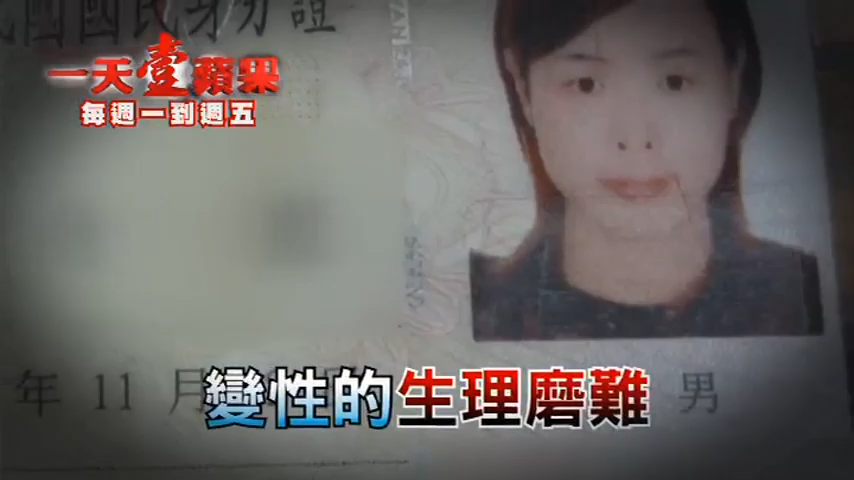 民國國民身分證
一天壹蘋果
每週一到週五
年 11 月
男
變性的生理磨難